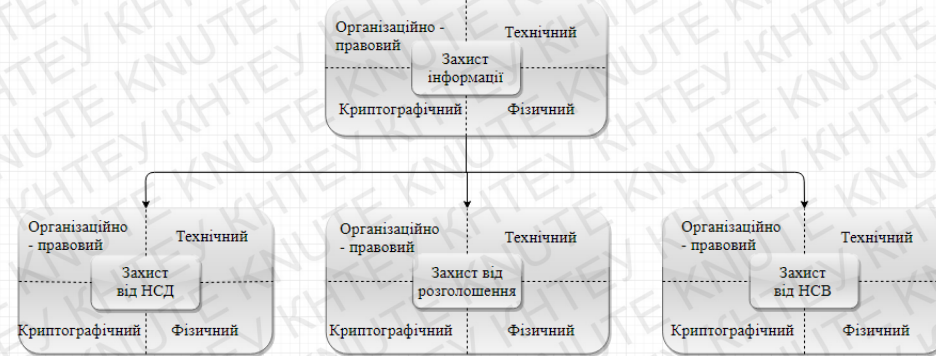 Організаційно -
правовий
Технічний
Захист
інформації
Криптографічний
Фізичний
Організаційно
- правовий
Технічний
Захист
від НСД
Криптографічний
Фізичний
Організаційно
- правовий
Технічний
Захист від
розголошення
Криптографічний
Фізичний
Організаційно
- правовий
Технічний
Захист
від НСВ
Криптографічний
Фізичний
КНТЕУ KNUTE